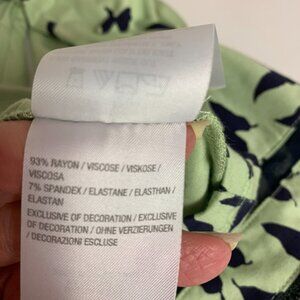 93% RAYON / VISCOSE / VISKOSE /
VISCOSA
7% SPANDEX / ELASTANE / ELASTHAN /
ELASTAN
EXCLUSIVE OF DECORATION / EXCLUSIVE
OF DECORATION / OHNE VERZIERUNGEN
/ DECORAZIONI ESCLUSE